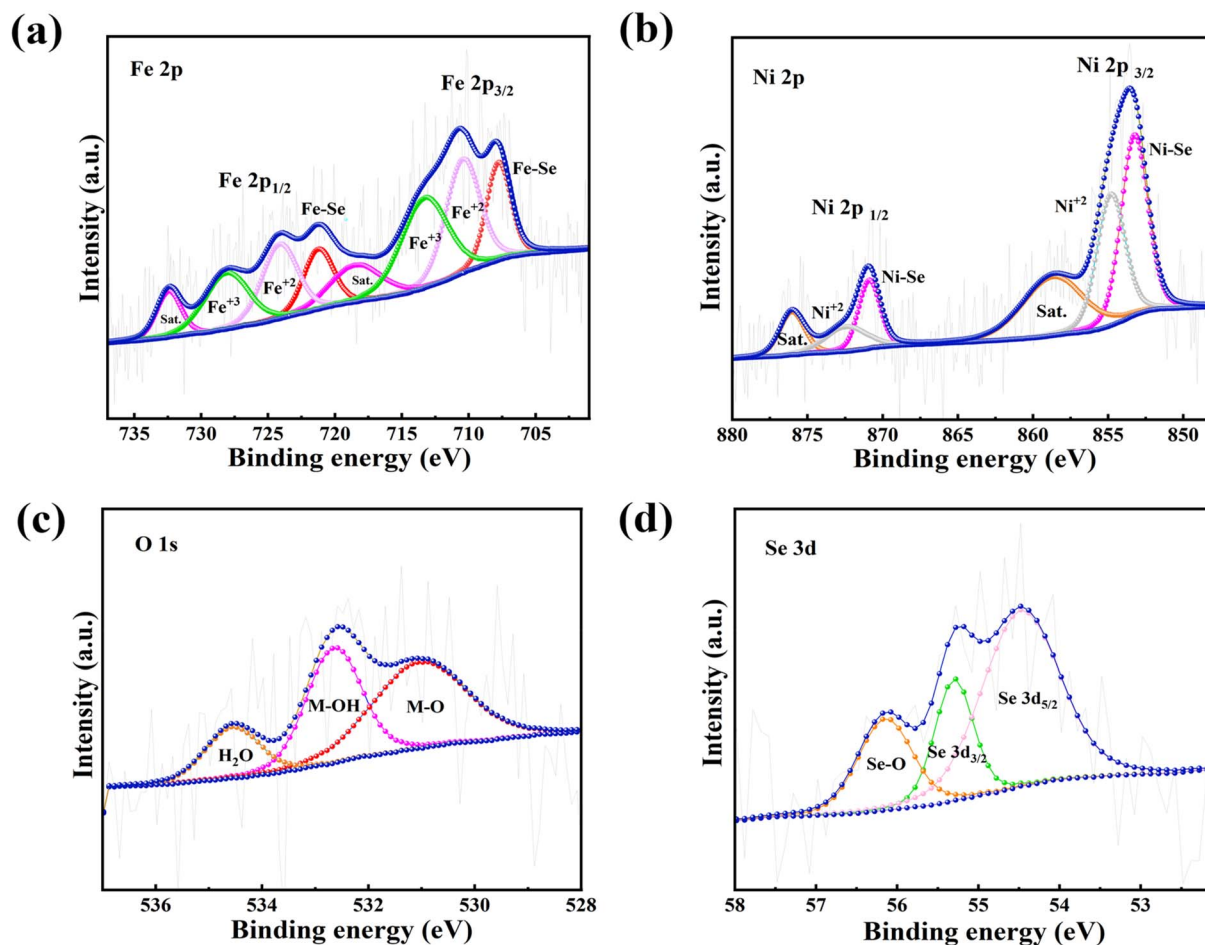 (a)
Fe 2p
Fe 2p3/2
Fe 2p1/2
Fe-Se
Fe-Se
Fe+2
Fe+3
Fe+2
Fe+3
Sat.
Sat.
Intensity (a.u.)
735 730 725 720 715 710 705
Binding energy (eV)
(b)
Ni 2p
Ni 2p 3/2
Ni-Se
Ni+2
Ni 2p 1/2
Ni-Se
Ni+2
Sat.
Sat.
Intensity (a.u.)
880 875 870 865 860 855 850
Binding energy (eV)
(c)
O 1s
M-OH
M-O
H2O
Intensity (a.u.)
536 534 532 530 528
Binding energy (eV)
(d)
Se 3d
Se 3d5/2
Se 3d3/2
Se-O
Intensity (a.u.)
58 57 56 55 54 53
Binding energy (eV)